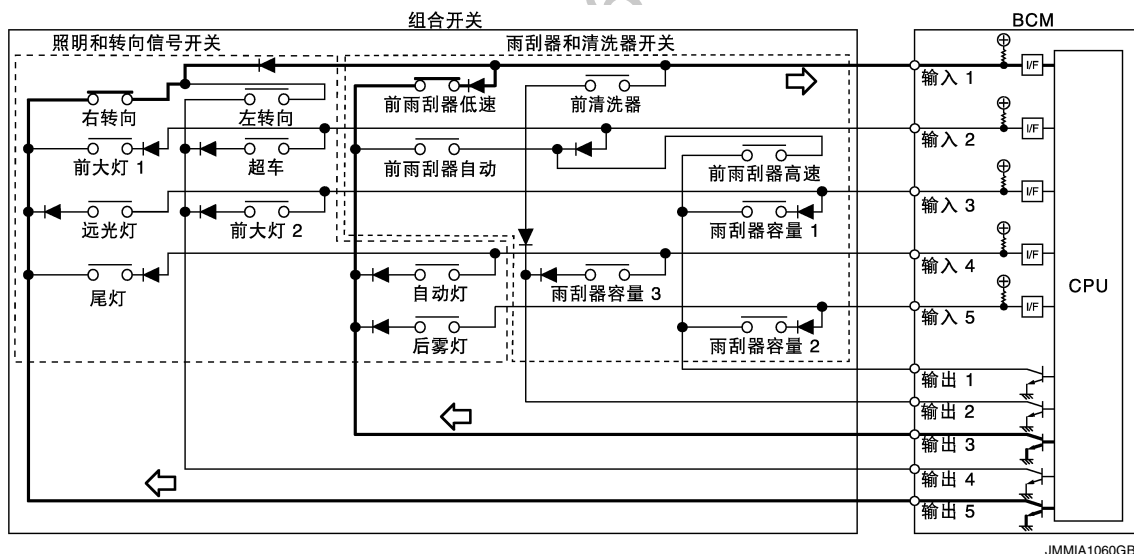 组合开关
BCM
照明和转向信号开关
雨刮器和清洗器开关
输入 1
I/F
右转向
左转向
前雨刮器低速
前清洗器
输入 2
I/F
前大灯 1
超车
前雨刮器自动
前雨刮器高速
输入 3
I/F
远光灯
前大灯 2
雨刮器容量 1
输入 4
I/F
尾灯
自动灯
雨刮器容量 3
CPU
输入 5
I/F
后雾灯
雨刮器容量 2
输出 1
输出 2
输出 3
输出 4
输出 5
JMMIA1060GB